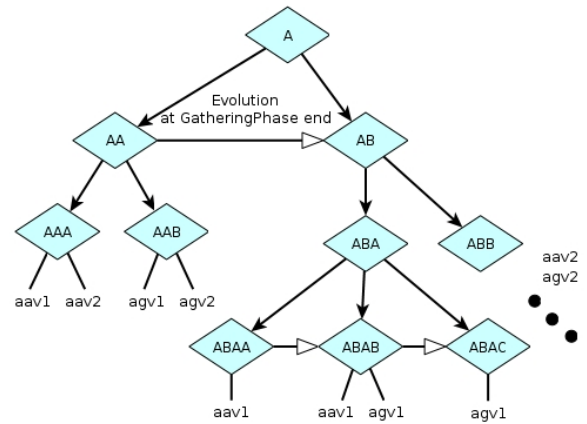 A
Evolution
at GatheringPhase end
AA
AB
AAA
AAB
ABA
ABB
aav1
aav2
agv1
agv2
aav2
agv2
ABAA
ABAB
ABAC
aav1
aav1
agv1
agv1